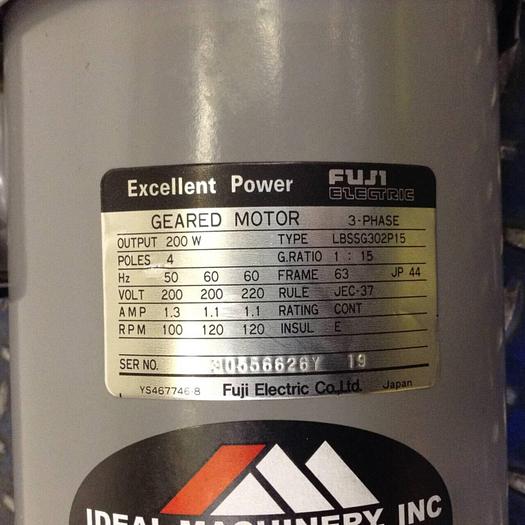 Excellent Power FUJI ELECTRIC
GEARED MOTOR 3-PHASE
OUTPUT 200 W TYPE LBSSG302P15
POLES 4 G.RATIO 1 : 15
Hz 50 60 60 FRAME 63 JP 44
VOLT 200 200 220 RULE JEC-37
AMP 1.3 1.1 1.1 RATING CONT
RPM 100 120 120 INSUL E
SER NO. 19
YS467746-8 Fuji Electric Co.,Ltd. Japan
IDEAL MACHINERY, INC